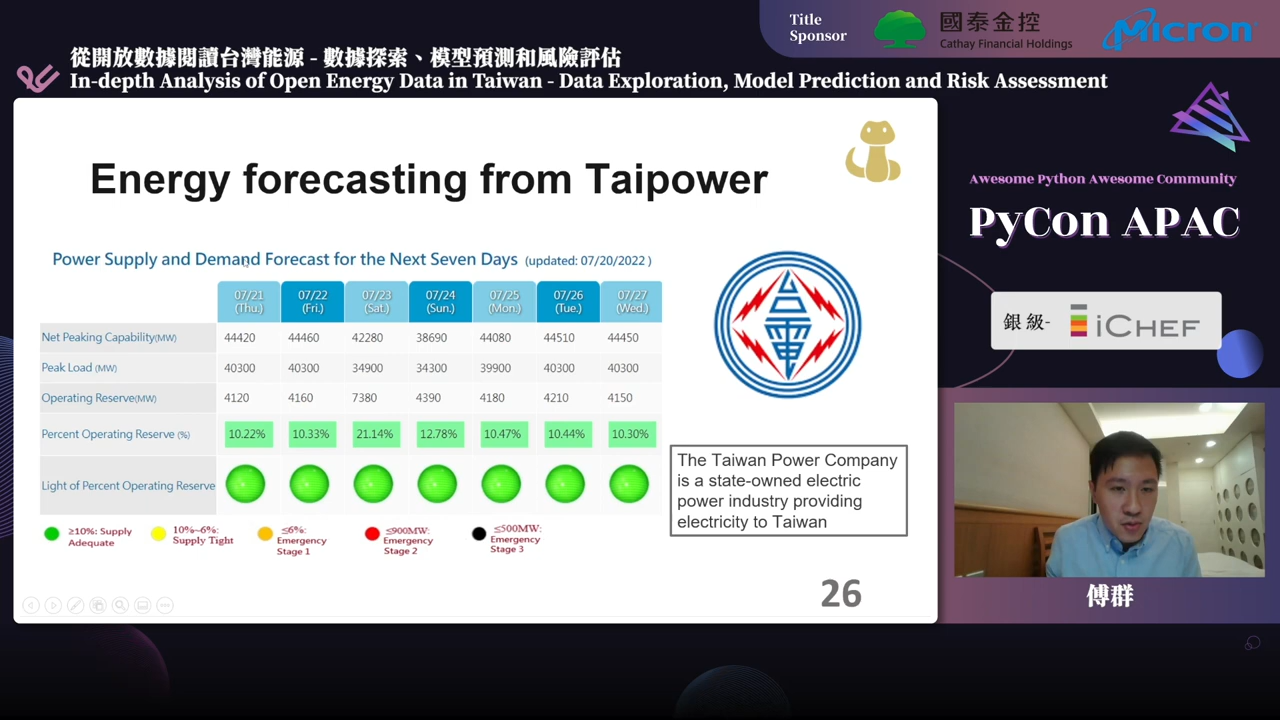 Title
Sponsor
國泰金控
Cathay Financial Holdings
Micron
從開放數據閱讀台灣能源 - 數據探索、模型預測和風險評估
In-depth Analysis of Open Energy Data in Taiwan - Data Exploration, Model Prediction and Risk Assessment
Energy forecasting from Taipower
Power Supply and Demand Forecast for the Next Seven Days (updated: 07/20/2022 )
07/21 07/22 07/23 07/24 07/25 07/26 07/27
(Thu.) (Fri.) (Sat.) (Sun.) (Mon.) (Tue.) (Wed.)
Net Peaking Capability(MW) 44420 44460 42280 38690 44080 44510 44450
Peak Load (MW) 40300 40300 34900 34300 39900 40300 40300
Operating Reserve(MW) 4120 4160 7380 4390 4180 4210 4150
Percent Operating Reserve (%) 10.22% 10.33% 21.14% 12.78% 10.47% 10.44% 10.30%
Light of Percent Operating Reserve
≥10%: Supply
Adequate
10%~6%:
Supply Tight
≤6%:
Emergency
Stage 1
≤900MW:
Emergency
Stage 2
≤500MW:
Emergency
Stage 3
台電
The Taiwan Power Company
is a state-owned electric
power industry providing
electricity to Taiwan
26
Awesome Python Awesome Community
PyCon APAC
銀級- iCHEF
傅群